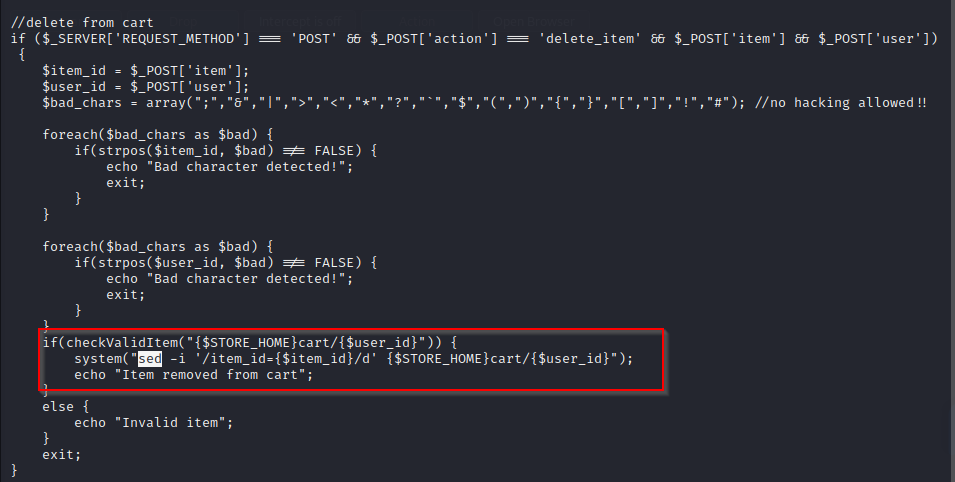 //delete from cart
if ($_SERVER['REQUEST_METHOD'] === 'POST' && $_POST['action'] === 'delete_item' && $_POST['item'] && $_POST['user'])
{
$item_id = $_POST['item'];
$user_id = $_POST['user'];
$bad_chars = array(";","&","|",">","<","*","?","`","$","(",")","{","}","[","]","!","#"); //no hacking allowed!!
foreach($bad_chars as $bad) {
if(strpos($item_id, $bad) !== FALSE) {
echo "Bad character detected!";
exit;
}
}
foreach($bad_chars as $bad) {
if(strpos($user_id, $bad) !== FALSE) {
echo "Bad character detected!";
exit;
}
}
if(checkValidItem("{$STORE_HOME}cart/{$user_id}")) {
system("sed -i '/item_id={$item_id}/d' {$STORE_HOME}cart/{$user_id}");
echo "Item removed from cart";
}
else {
echo "Invalid item";
}
exit;
}